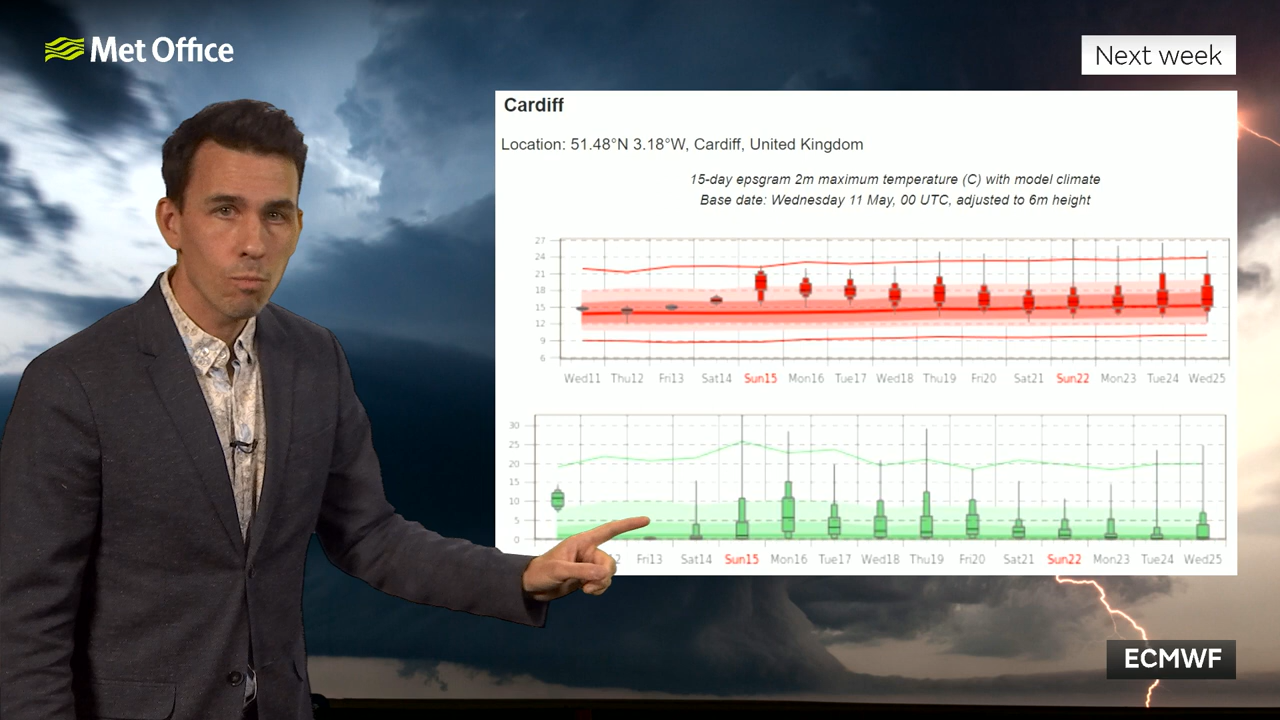 Met Office
Next week
Cardiff
Location: 51.48°N 3.18°W, Cardiff, United Kingdom
15-day epsgram 2m maximum temperature (C) with model climate
Base date: Wednesday 11 May, 00 UTC, adjusted to 6m height
27
24
21
18
15
12
9
6
Wed11 Thu12 Fri13 Sat14 Sun15 Mon16 Tue17 Wed18 Thu19 Fri20 Sat21 Sun22 Mon23 Tue24 Wed25
30
25
20
15
10
5
0
2 Fri13 Sat14 Sun15 Mon16 Tue17 Wed18 Thu19 Fri20 Sat21 Sun22 Mon23 Tue24 Wed25
ECMWF